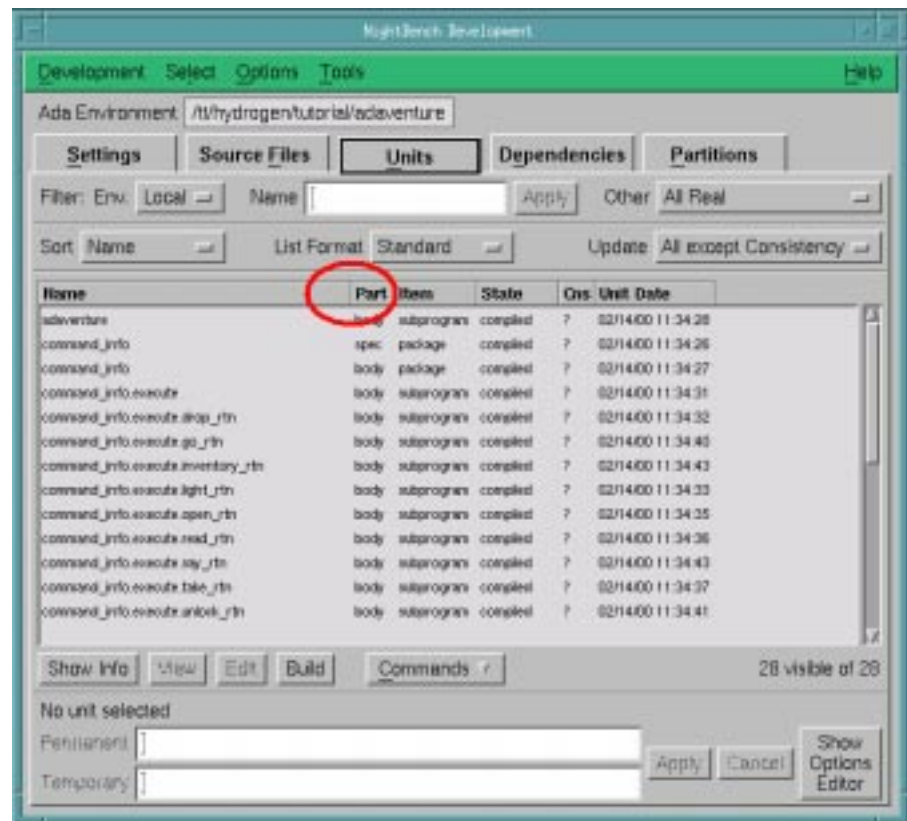 NightBench Development
Development Select Options Tools Help
Ada Environment /tt/hydrogen/tutorial/adaventure
Settings Source Files Units Dependencies Partitions
Filter: Env. Local Name Apply Other All Real
Sort Name List Format Standard Update All except Consistency
Name Part Item State Cns Unit Date
adaventure body subprogram compiled ? 02/14/00 11:34:28
command_info spec package compiled ? 02/14/00 11:34:26
command_info body package compiled ? 02/14/00 11:34:27
command_info.execute body subprogram compiled ? 02/14/00 11:34:31
command_info.execute.drop_rtn body subprogram compiled ? 02/14/00 11:34:32
command_info.execute.go_rtn body subprogram compiled ? 02/14/00 11:34:40
command_info.execute.inventory_rtn body subprogram compiled ? 02/14/00 11:34:43
command_info.execute.light_rtn body subprogram compiled ? 02/14/00 11:34:33
command_info.execute.open_rtn body subprogram compiled ? 02/14/00 11:34:35
command_info.execute.read_rtn body subprogram compiled ? 02/14/00 11:34:36
command_info.execute.say_rtn body subprogram compiled ? 02/14/00 11:34:43
command_info.execute.take_rtn body subprogram compiled ? 02/14/00 11:34:37
command_info.execute.unlock_rtn body subprogram compiled ? 02/14/00 11:34:41
Show Info View Edit Build Commands 28 visible of 28
No unit selected
Permanent
Temporary
Apply Cancel Show Options Editor